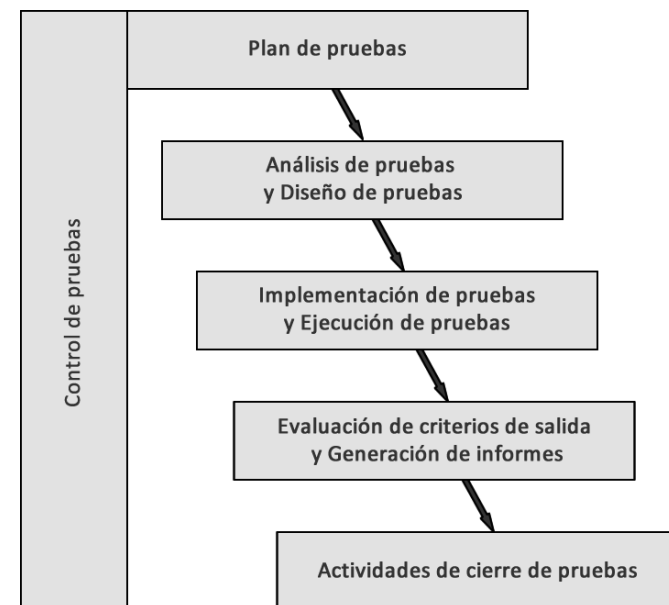 Plan de pruebas
Control de pruebas
Análisis de pruebas
y Diseño de pruebas
Implementación de pruebas
y Ejecución de pruebas
Evaluación de criterios de salida
y Generación de informes
Actividades de cierre de pruebas